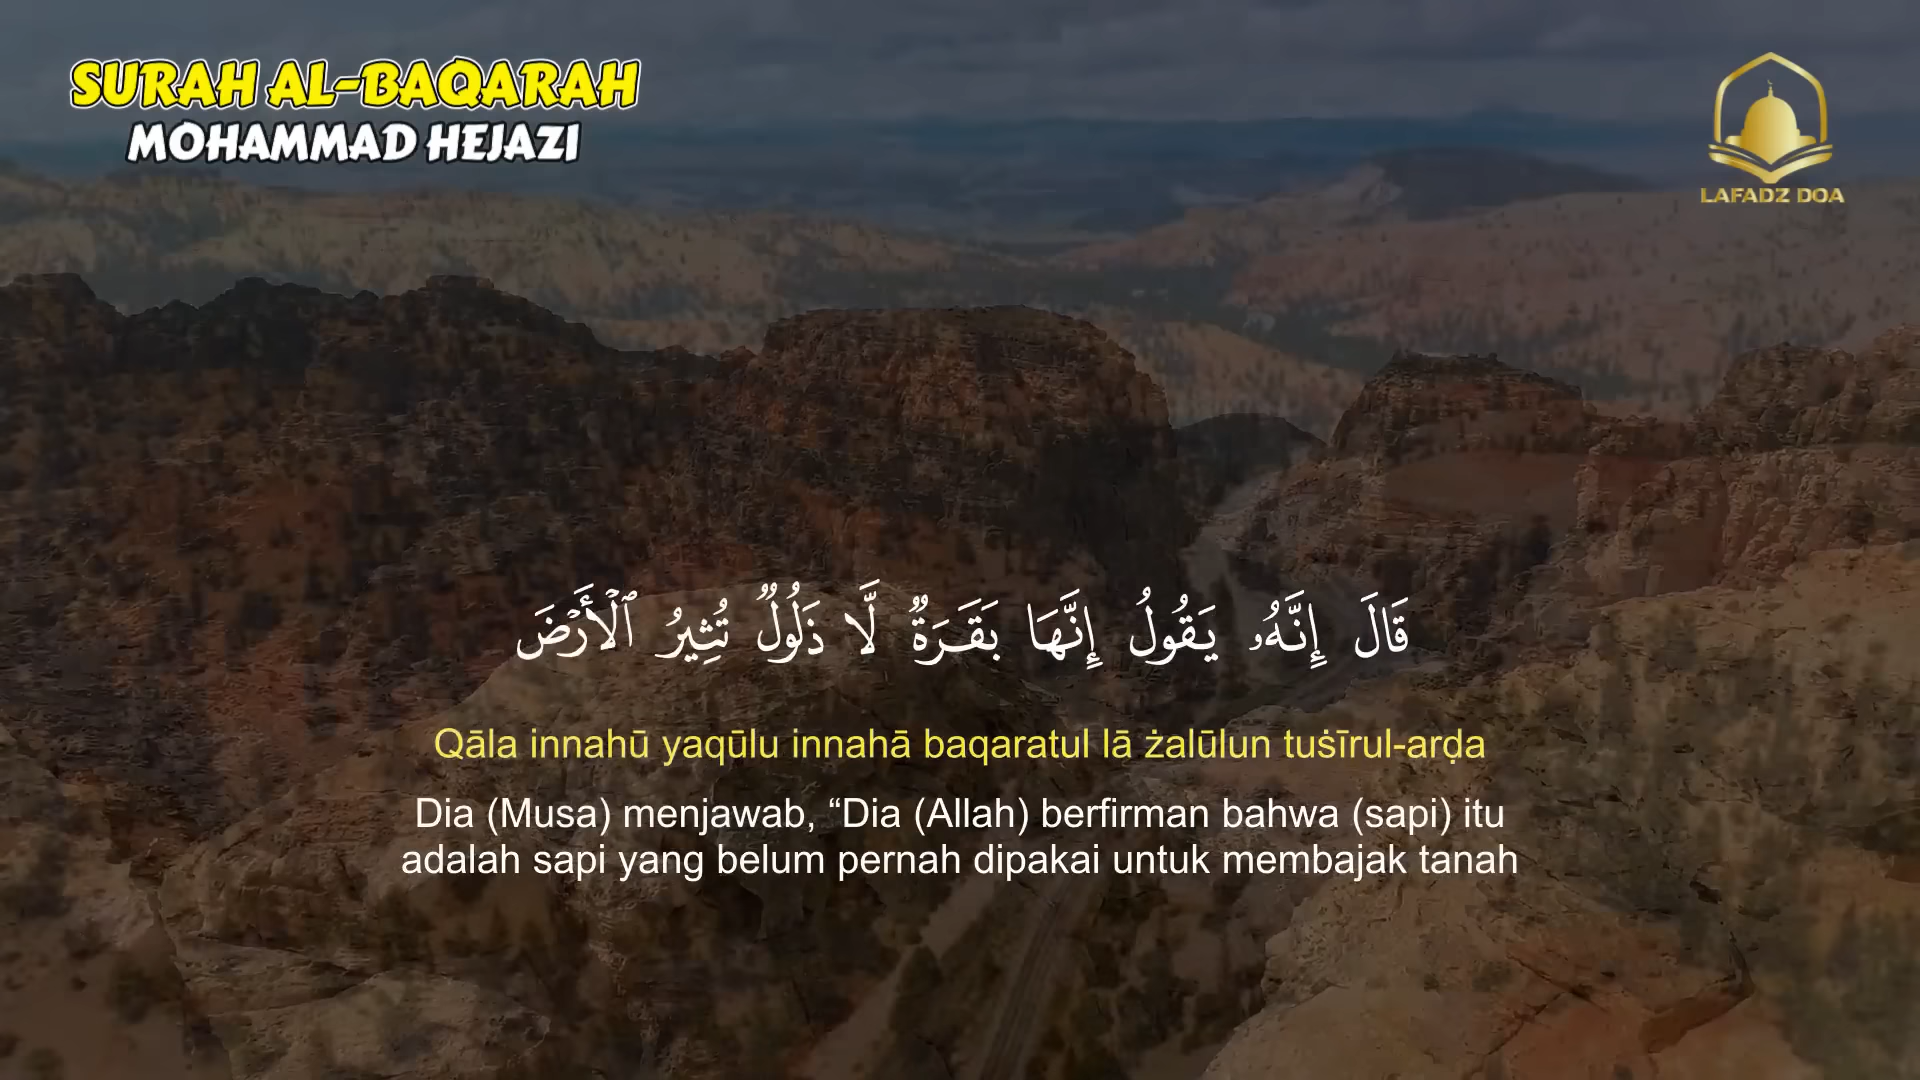 SURAH AL-BAQARAH
MOHAMMAD HEJAZI
LAFADZ DOA
قَالَ إِنَّهُۥ يَقُولُ إِنَّهَا بَقَرَةٌ لَّا ذَلُولٌ تُثِيرُ ٱلْأَرْضَ
Qāla innahū yaqūlu innahā baqaratul lā żalūlun tuṡīrul-arḍa
Dia (Musa) menjawab, “Dia (Allah) berfirman bahwa (sapi) itu
adalah sapi yang belum pernah dipakai untuk membajak tanah